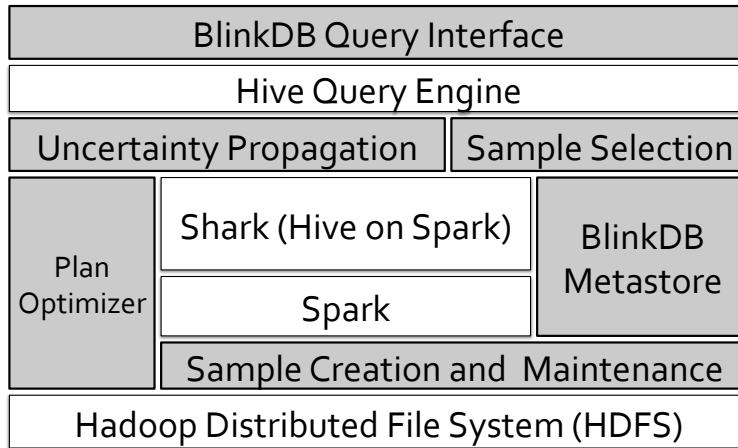 BlinkDB Query Interface
Hive Query Engine
Uncertainty Propagation
Sample Selection
Plan
Optimizer
Shark (Hive on Spark)
Spark
BlinkDB
Metastore
Sample Creation and Maintenance
Hadoop Distributed File System (HDFS)